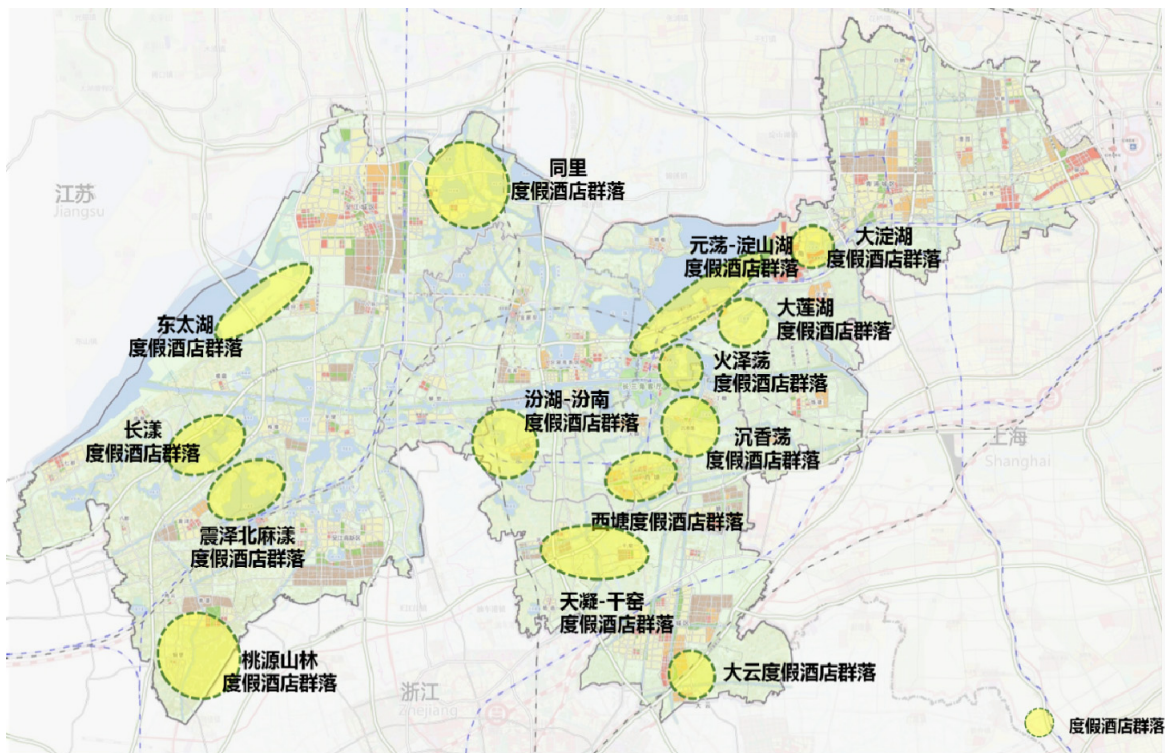 同里
度假酒店群落
江苏
Jiangsu
元荡-淀山湖
度假酒店群落
大淀湖
度假酒店群落
东太湖
度假酒店群落
大莲湖
度假酒店群落
火泽荡
度假酒店群落
汾湖-汾南
度假酒店群落
长漾
度假酒店群落
沉香荡
度假酒店群落
上海
Shanghai
西塘度假酒店群落
震泽北麻漾
度假酒店群落
天凝-干窑
度假酒店群落
桃源山林
度假酒店群落
大云度假酒店群落
浙江
Zhejiang
度假酒店群落